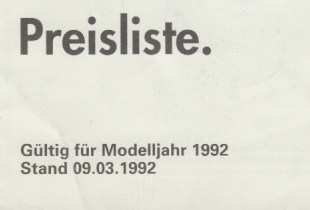 Preisliste.
Gültig für Modelljahr 1992
Stand 09.03.1992